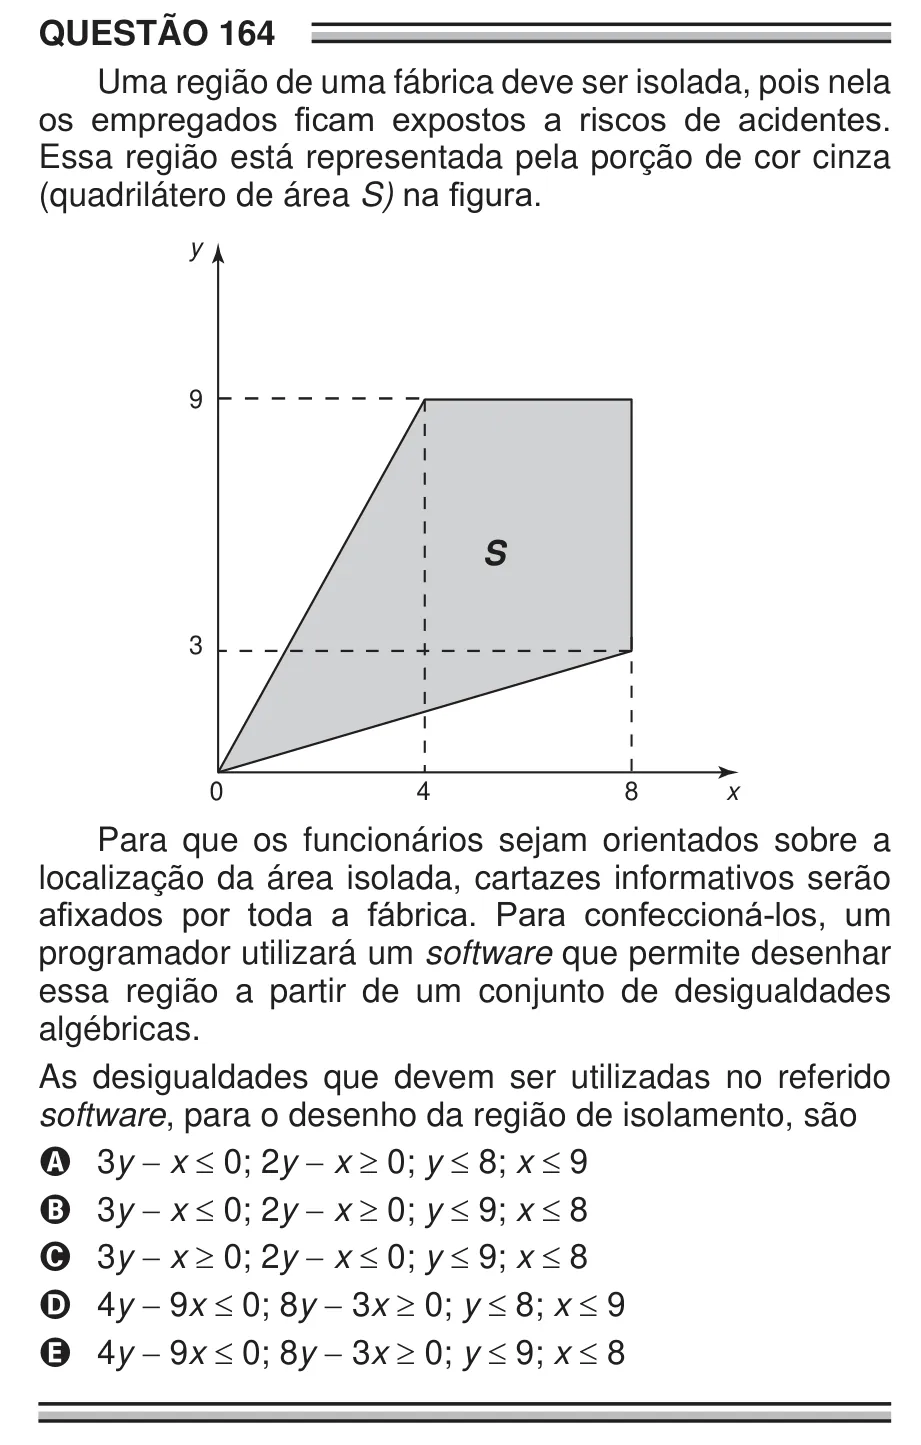 QUESTÃO 164
Uma região de uma fábrica deve ser isolada, pois nela
os empregados ficam expostos a riscos de acidentes.
Essa região está representada pela porção de cor cinza
(quadrilátero de área S) na figura.
y
9
S
3
0 4 8 x
Para que os funcionários sejam orientados sobre a
localização da área isolada, cartazes informativos serão
afixados por toda a fábrica. Para confeccioná-los, um
programador utilizará um software que permite desenhar
essa região a partir de um conjunto de desigualdades
algébricas.
As desigualdades que devem ser utilizadas no referido
software, para o desenho da região de isolamento, são
A 3y – x ≤ 0; 2y – x ≥ 0; y ≤ 8; x ≤ 9
B 3y – x ≤ 0; 2y – x ≥ 0; y ≤ 9; x ≤ 8
C 3y – x ≥ 0; 2y – x ≤ 0; y ≤ 9; x ≤ 8
D 4y – 9x ≤ 0; 8y – 3x ≥ 0; y ≤ 8; x ≤ 9
E 4y – 9x ≤ 0; 8y – 3x ≥ 0; y ≤ 9; x ≤ 8